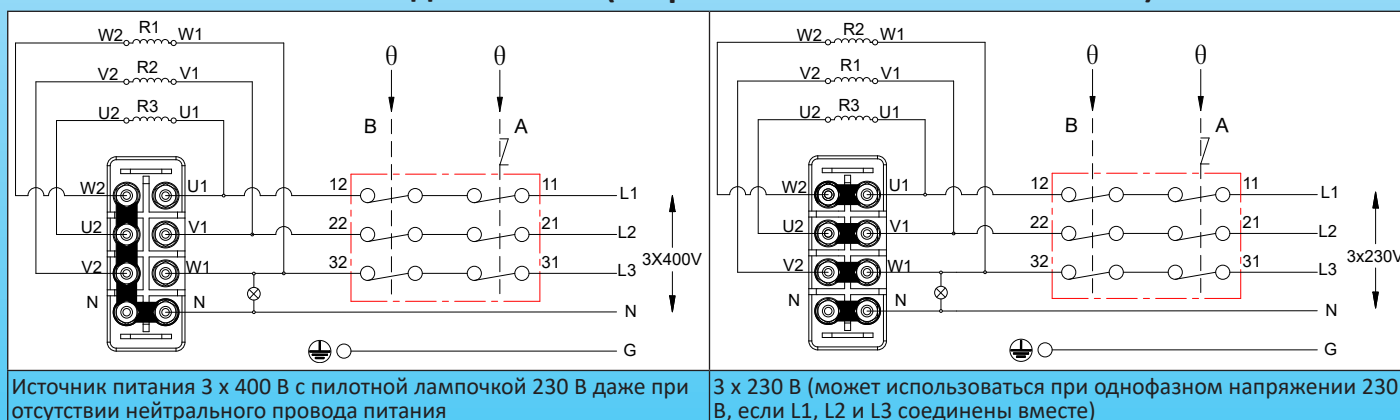 W2 R1 W1
V2 R2 V1
U2 R3 U1
θ θ
B A
W2 U1 12 11 L1
U2 V1 22 21 L2
V2 W1 32 31 L3
3X400V
N N N
G
Источник питания 3 x 400 В с пилотной лампочкой 230 В даже при
отсутствии нейтрального провода питания
W2 R2 W1
V2 R1 V1
U2 R3 U1
θ θ
B A
W2 U1 12 11 L1
U2 V1 22 21 L2
V2 W1 32 31 L3
3x230V
N N N
G
3 x 230 В (может использоваться при однофазном напряжении 230
В, если L1, L2 и L3 соединены вместе)